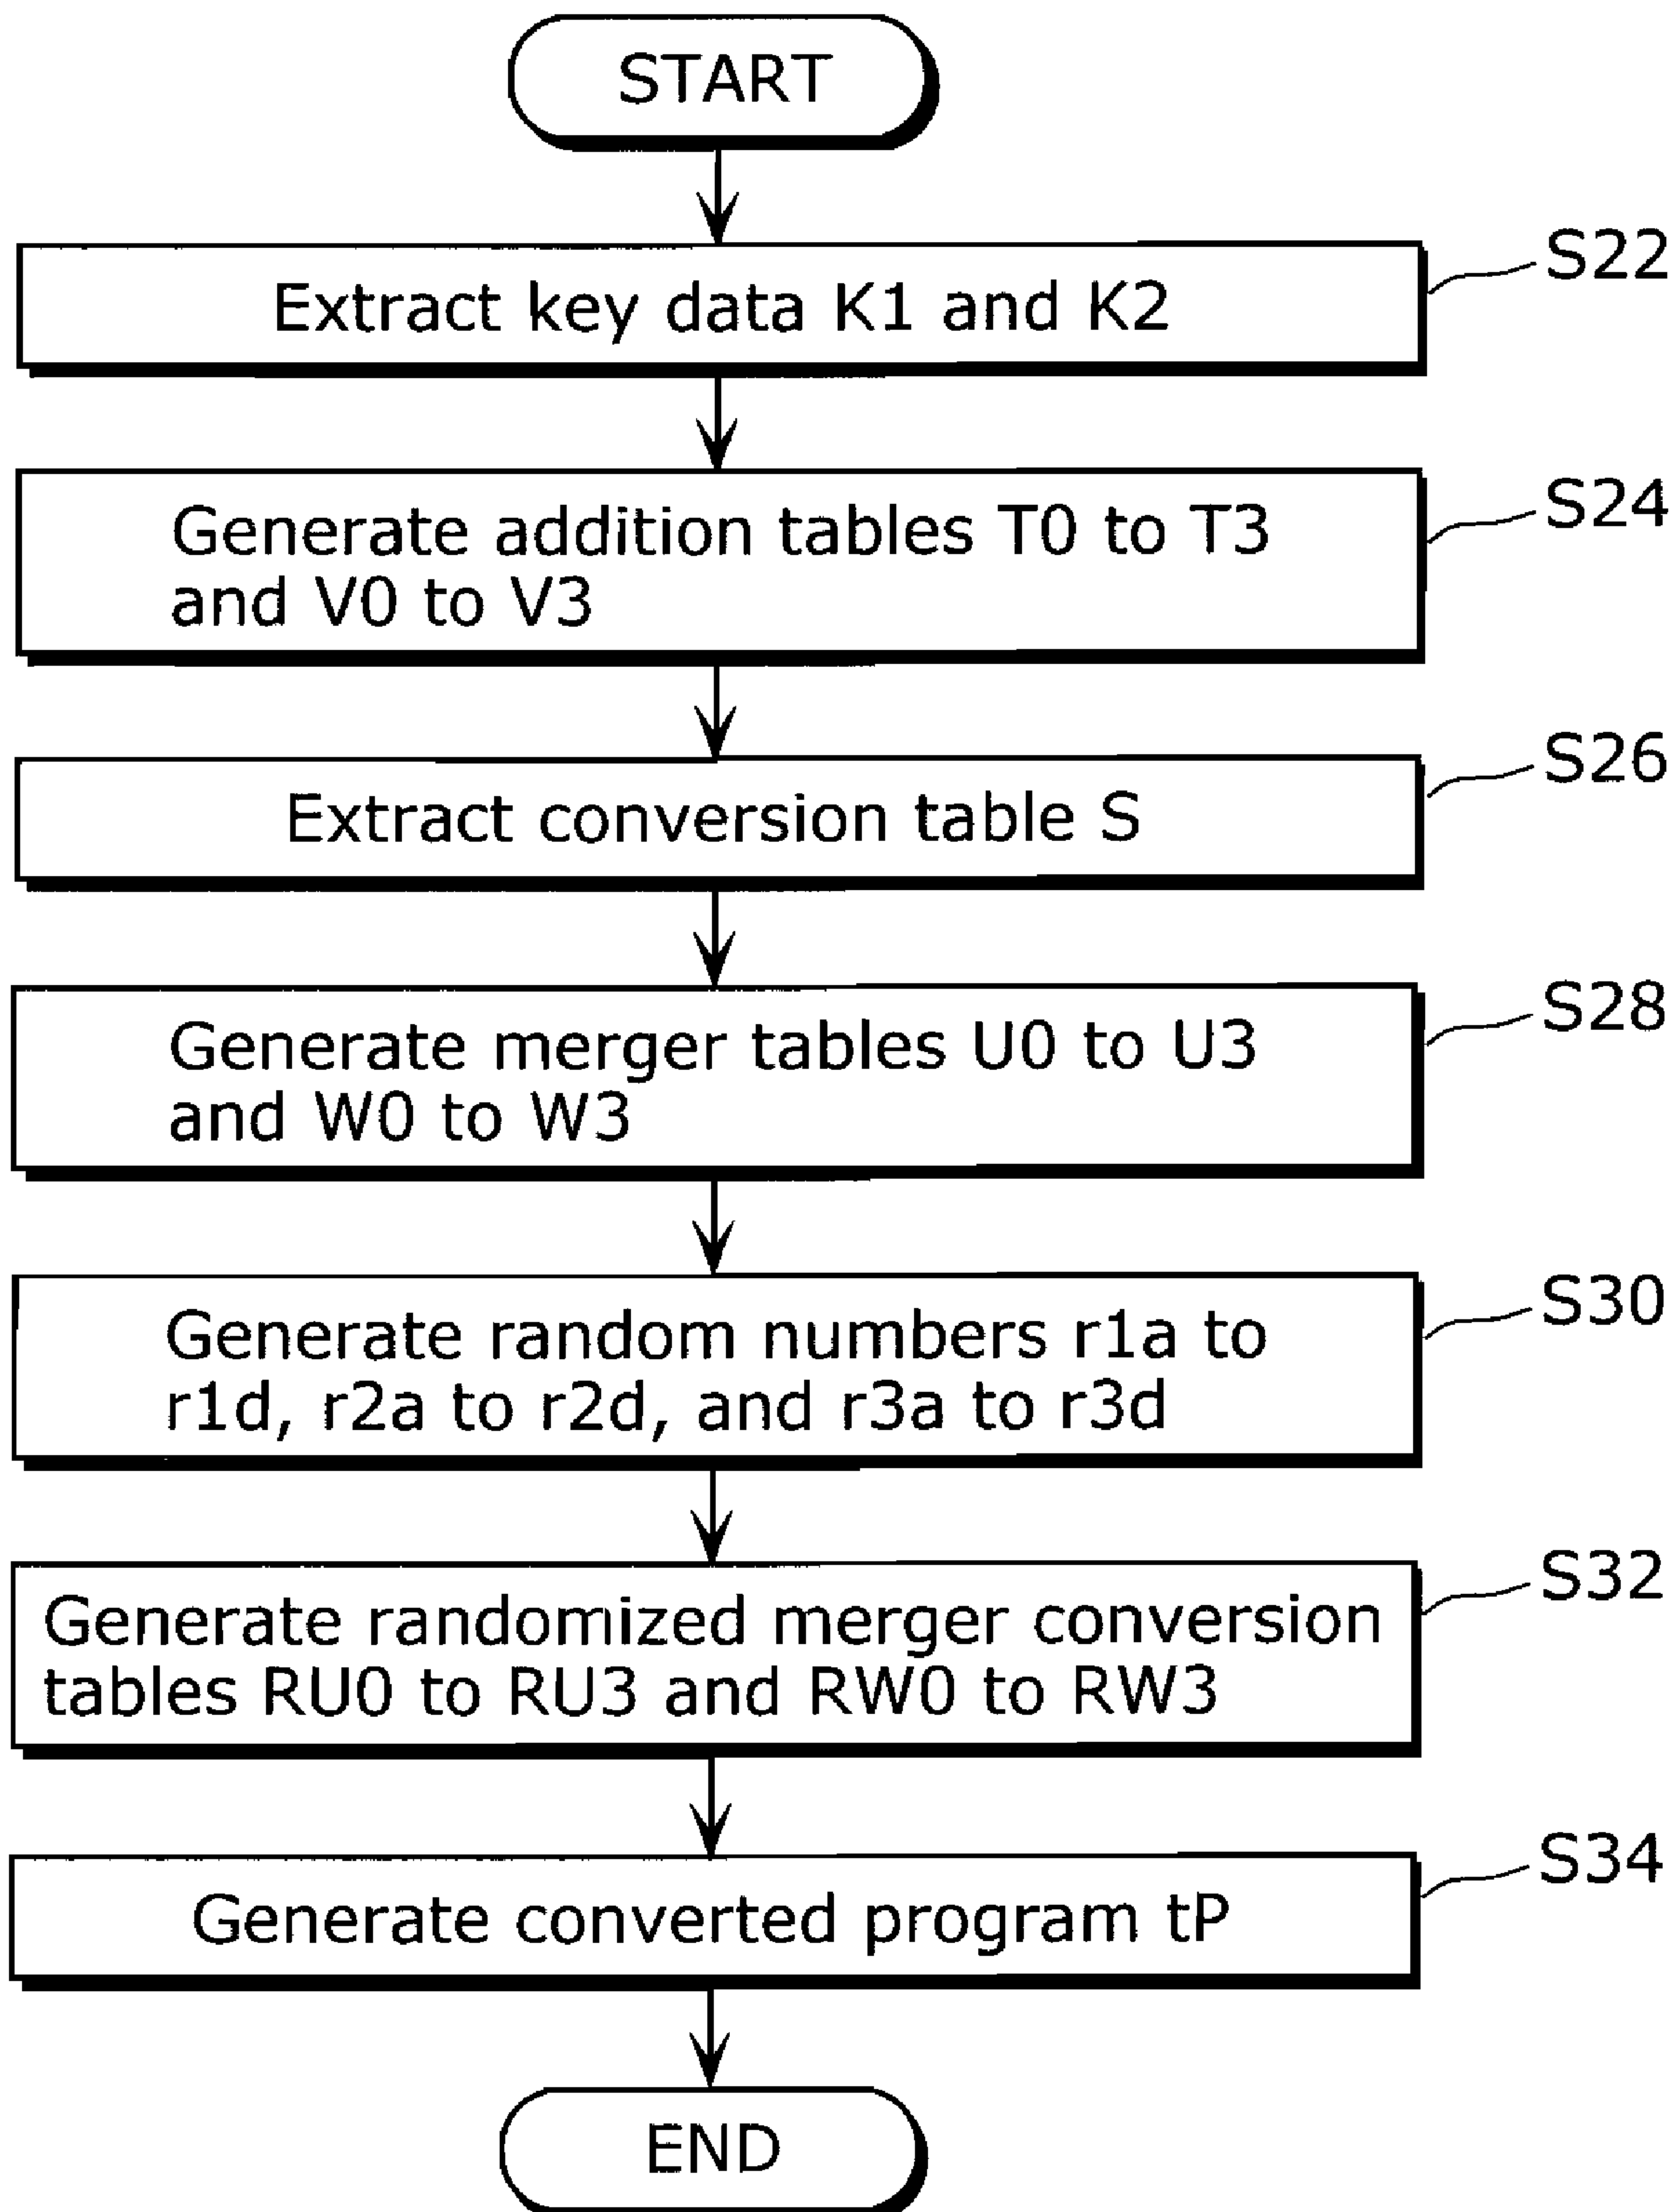 START
S22
Extract key data K1 and K2
S24
Generate addition tables T0 to T3
and V0 to V3
S26
Extract conversion table S
S28
Generate merger tables U0 to U3
and W0 to W3
S30
Generate random numbers r1a to
r1d, r2a to r2d, and r3a to r3d
S32
Generate randomized merger conversion
tables RU0 to RU3 and RW0 to RW3
S34
Generate converted program tP
END